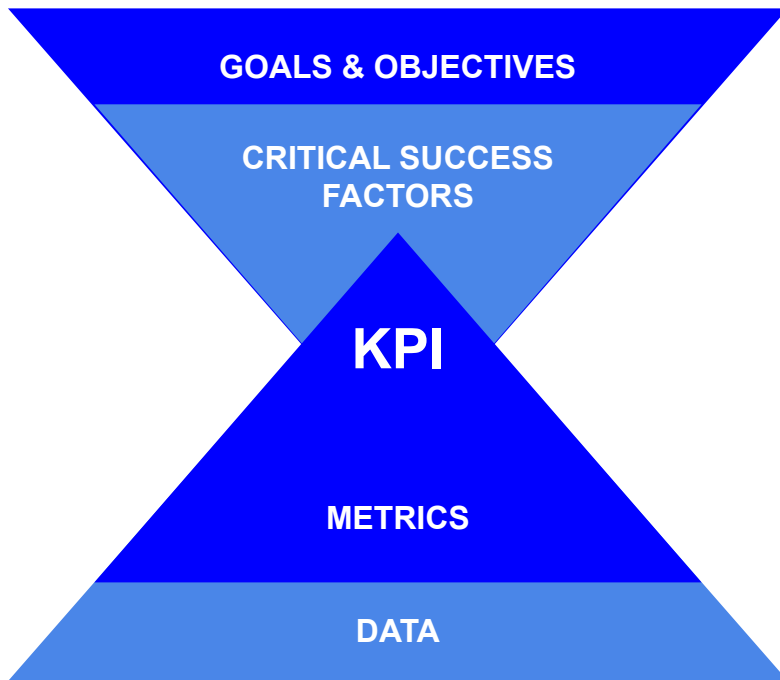 GOALS & OBJECTIVES
CRITICAL SUCCESS
FACTORS
KPI
METRICS
DATA